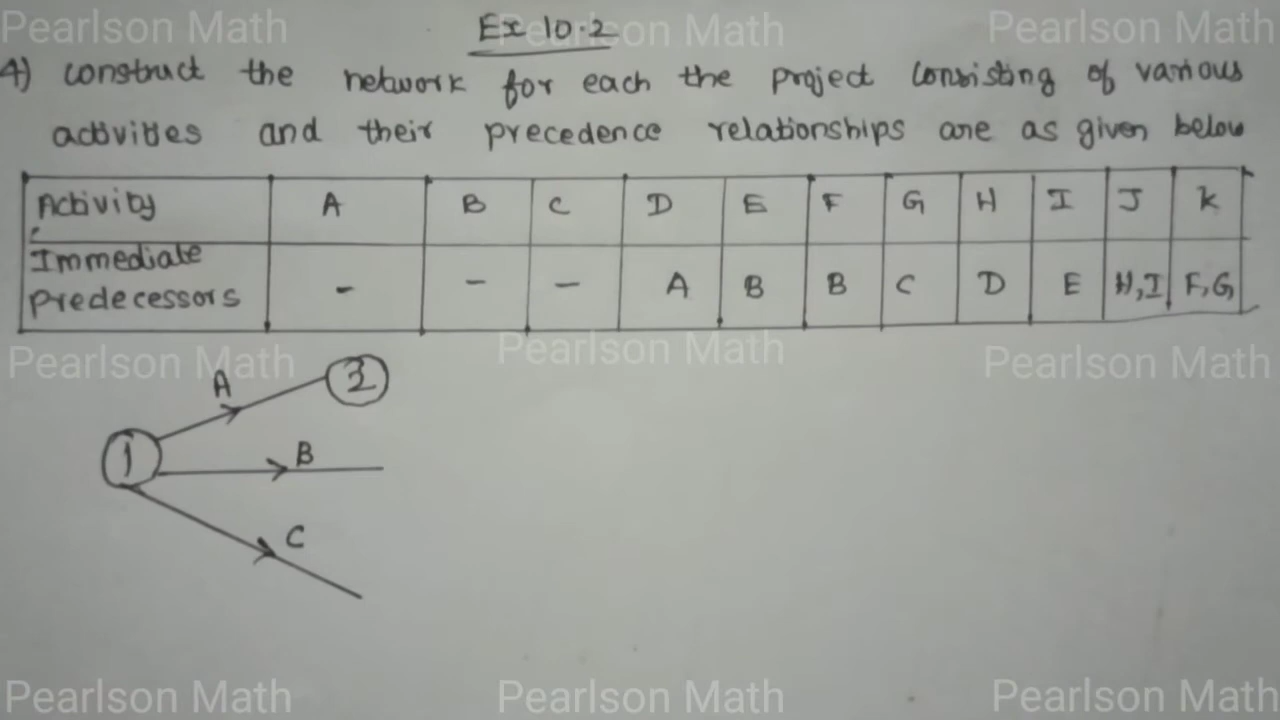 Pearlson Math Pearlson Math Pearlson Math
Ex 10.2
4) construct the network for each the project consisting of various
activities and their precedence relationships are as given below
Activity A B C D E F G H I J K
Immediate
predecessors - - - A B B C D E H,I F,G,
Pearlson Math Pearlson Math Pearlson Math
A 2
1 B
C
Pearlson Math Pearlson Math Pearlson Math